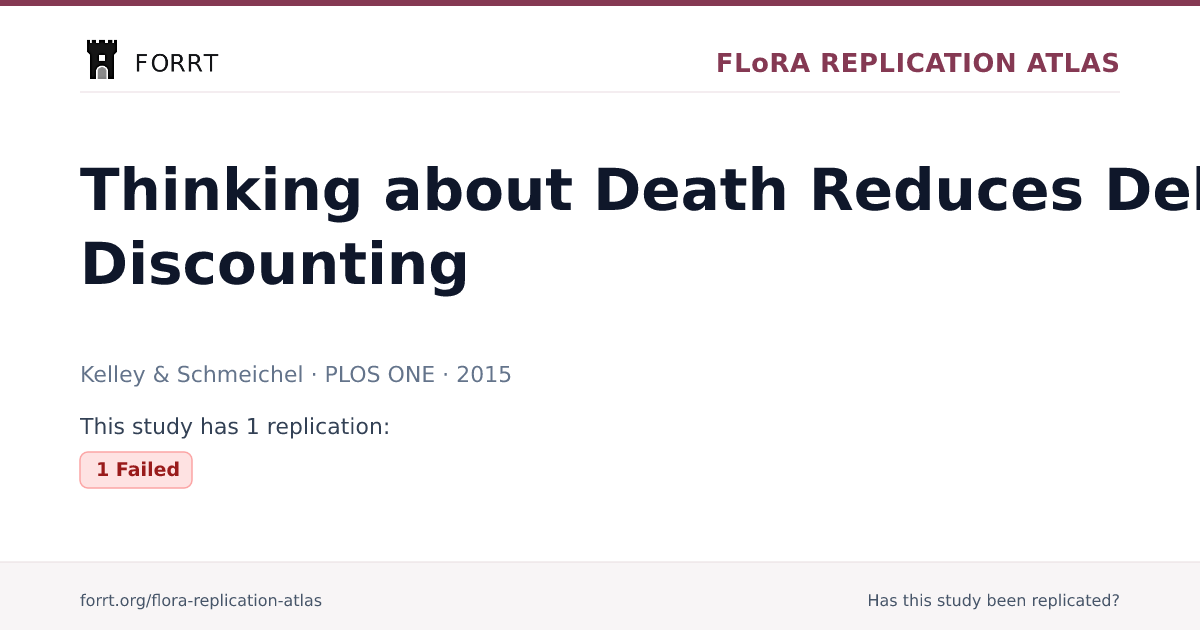 FORRT
FLoRA REPLICATION ATLAS
Thinking about Death Reduces
Discounting
Kelley & Schmeichel · PLOS ONE · 2015
This study has 1 replication:
1 Failed
forrt.org/flora-replication-atlas
Has this study been replicated?